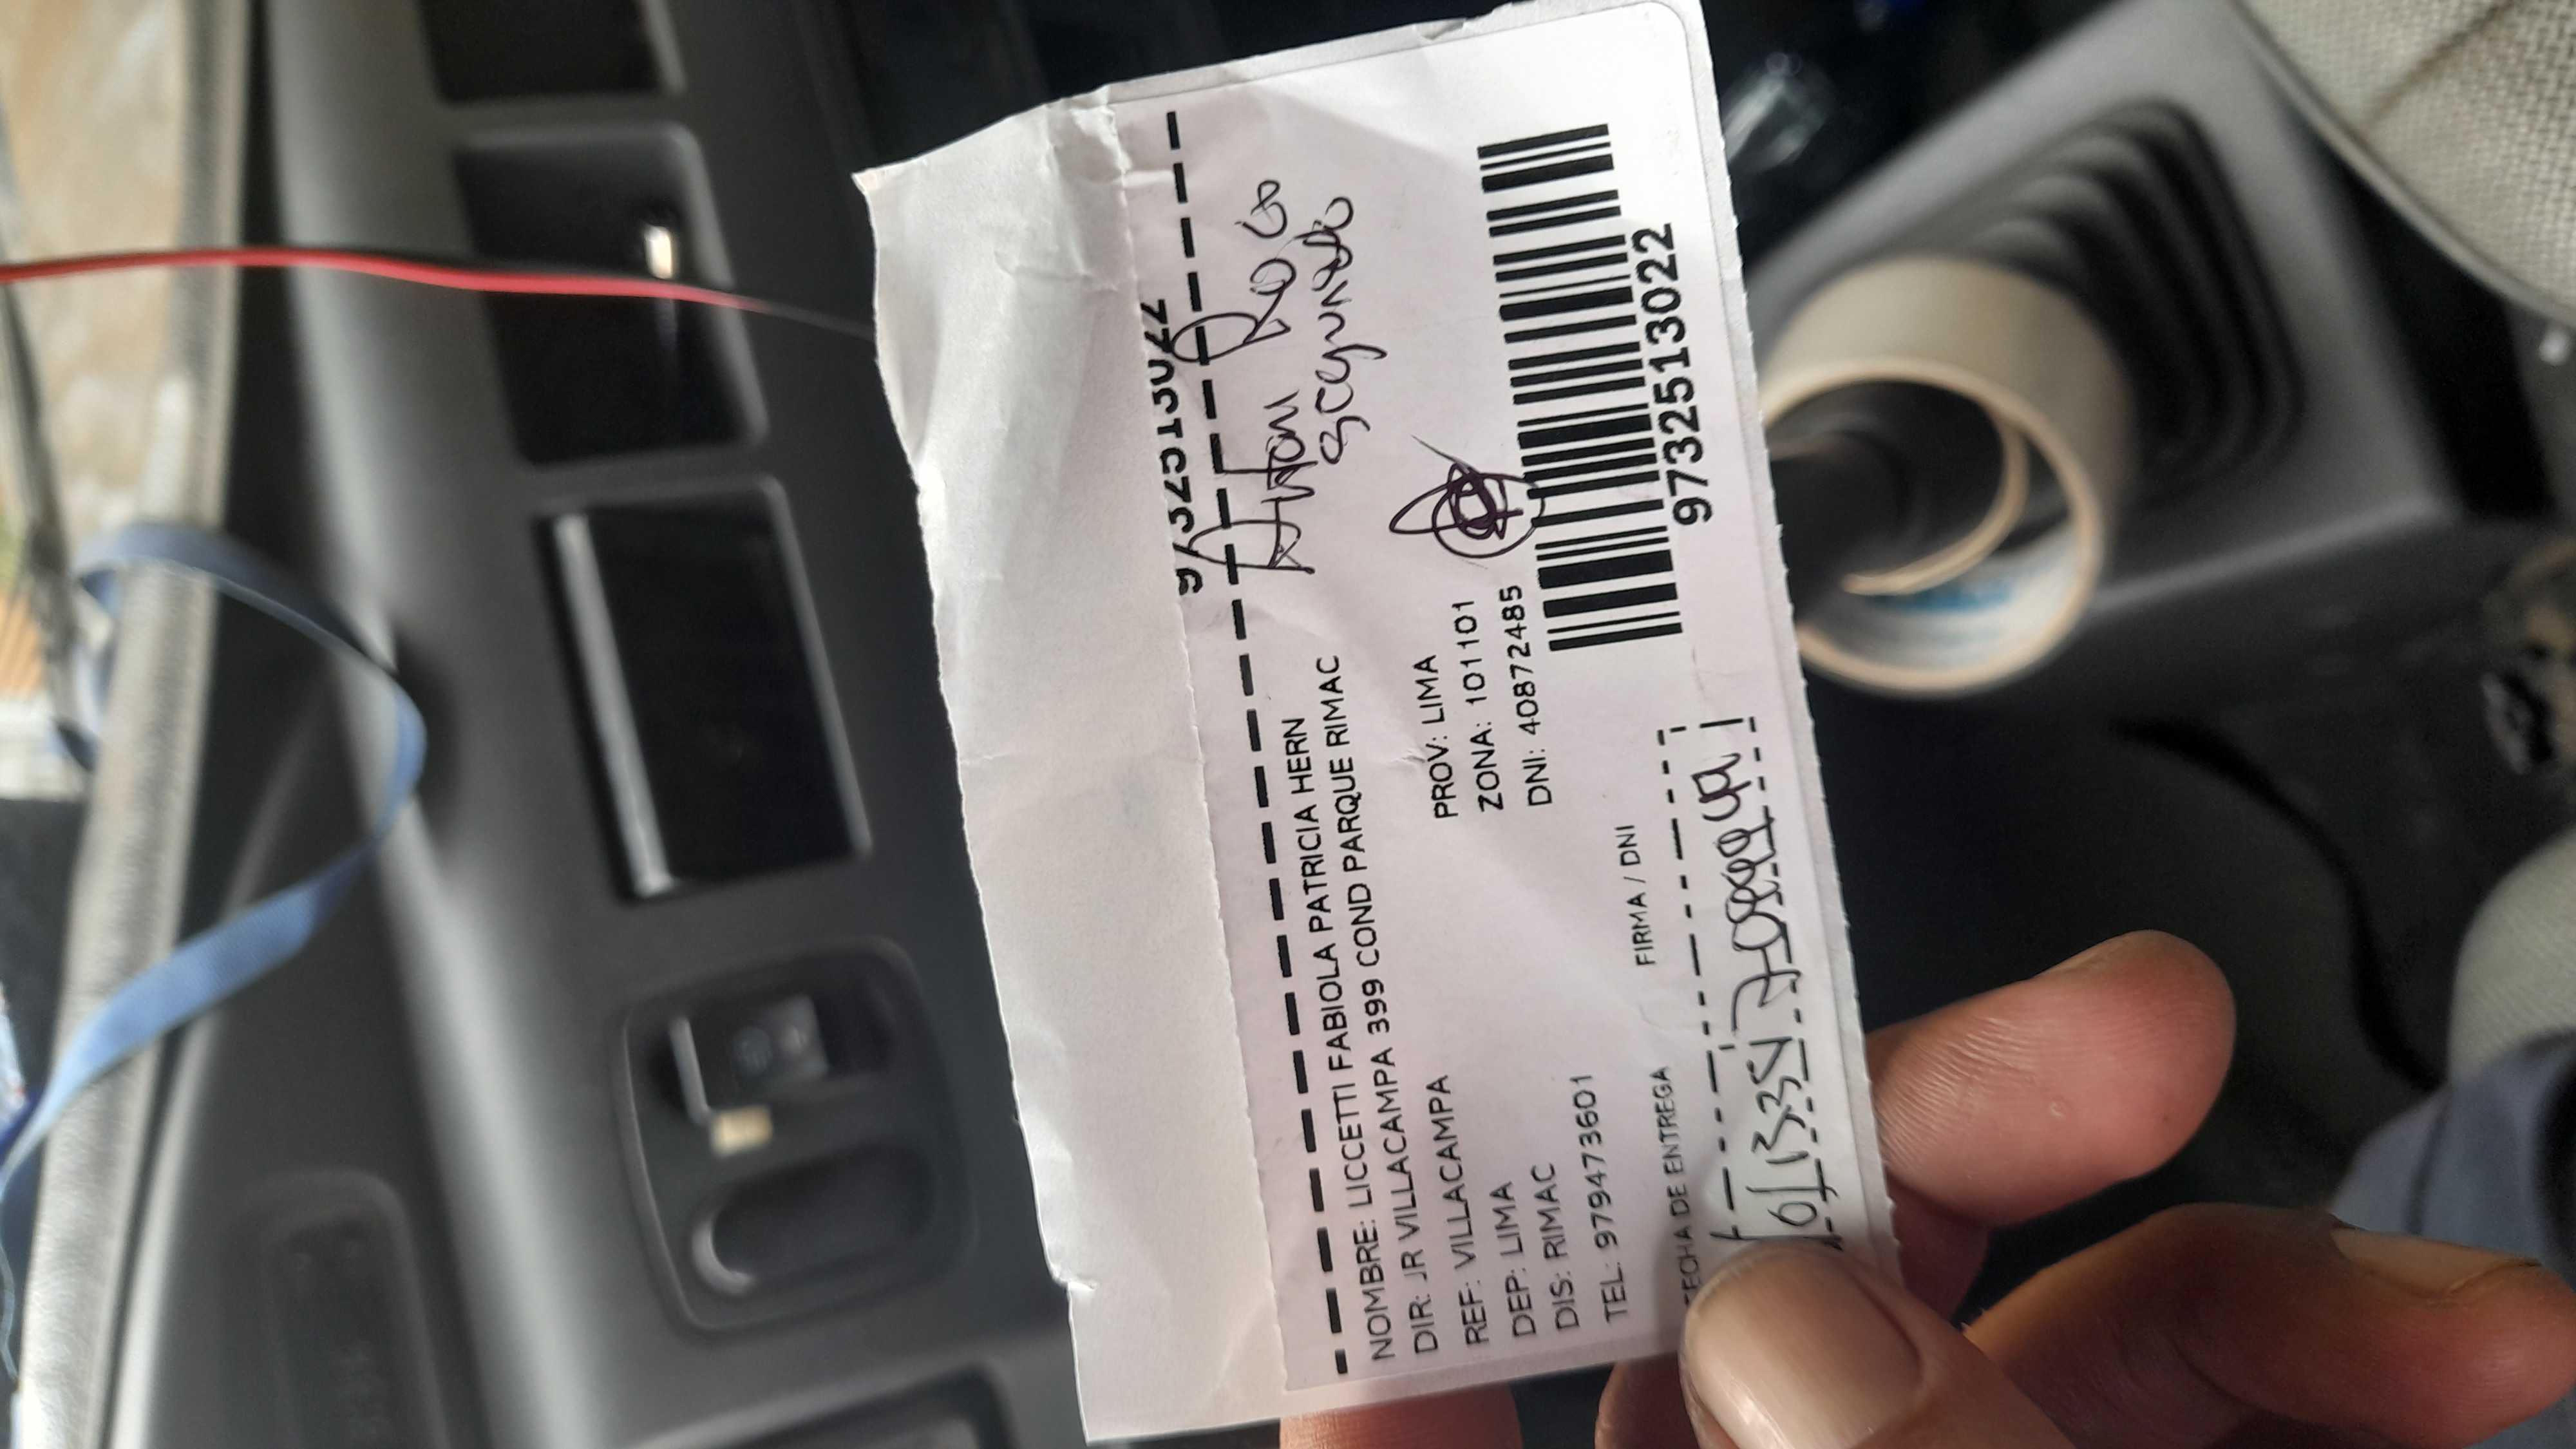 9732513022
NOMBRE: LICCETTI FABIOLA PATRICIA HERN
DIR: JR VILLACAMPA 399 COND PARQUE RIMAC
REF: VILLACAMPA
DEP: LIMA PROV: LIMA
DIS: RIMAC ZONA: 101101
TEL: 979473601 DNI: 40872485
FECHA DE ENTREGA FIRMA / DNI
9732513022